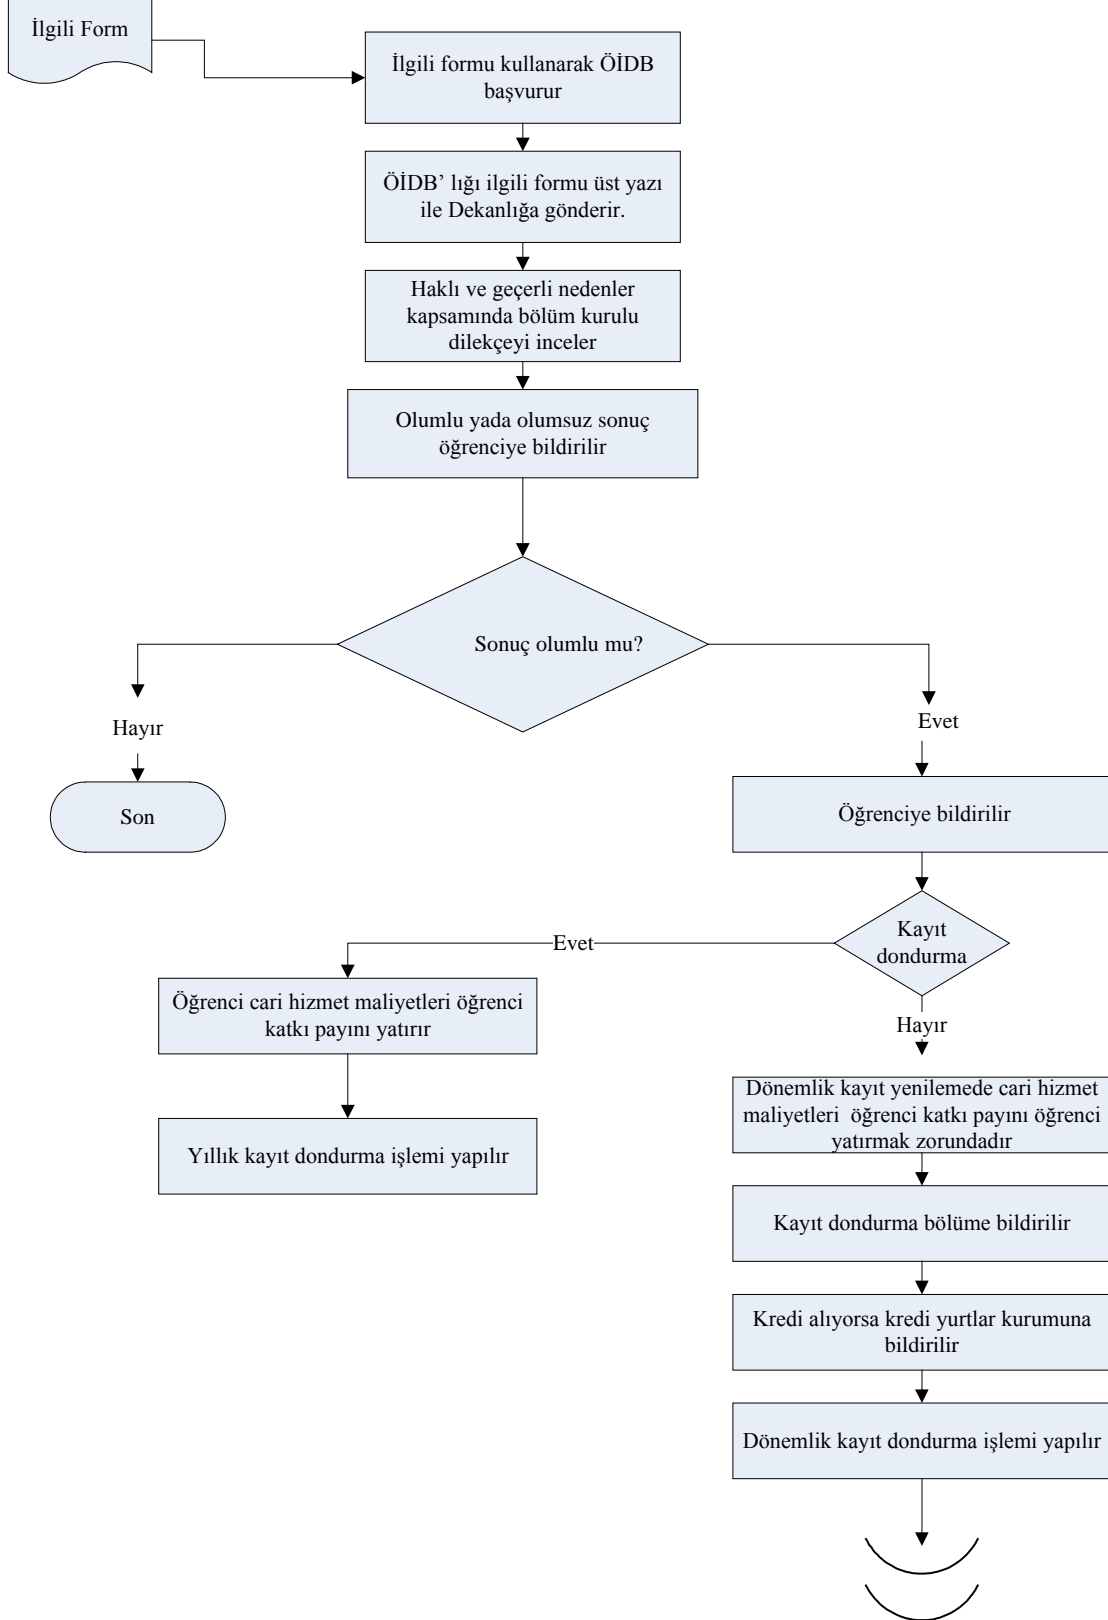 İlgili Form
İlgili formu kullanarak ÖİDB
başvurur
ÖİDB’ lığı ilgili formu üst yazı
ile Dekanlığa gönderir.
Haklı ve geçerli nedenler
kapsamında bölüm kurulu
dilekçeyi inceler
Olumlu yada olumsuz sonuç
öğrenciye bildirilir
Sonuç olumlu mu?
Hayır
Evet
Son
Öğrenciye bildirilir
Kayıt
dondurma
Evet
Hayır
Öğrenci cari hizmet maliyetleri öğrenci
katkı payını yatırır
Yıllık kayıt dondurma işlemi yapılır
Dönemlik kayıt yenilemede cari hizmet
maliyetleri  öğrenci katkı payını öğrenci
yatırmak zorundadır
Kayıt dondurma bölüme bildirilir
Kredi alıyorsa kredi yurtlar kurumuna
bildirilir
Dönemlik kayıt dondurma işlemi yapılır